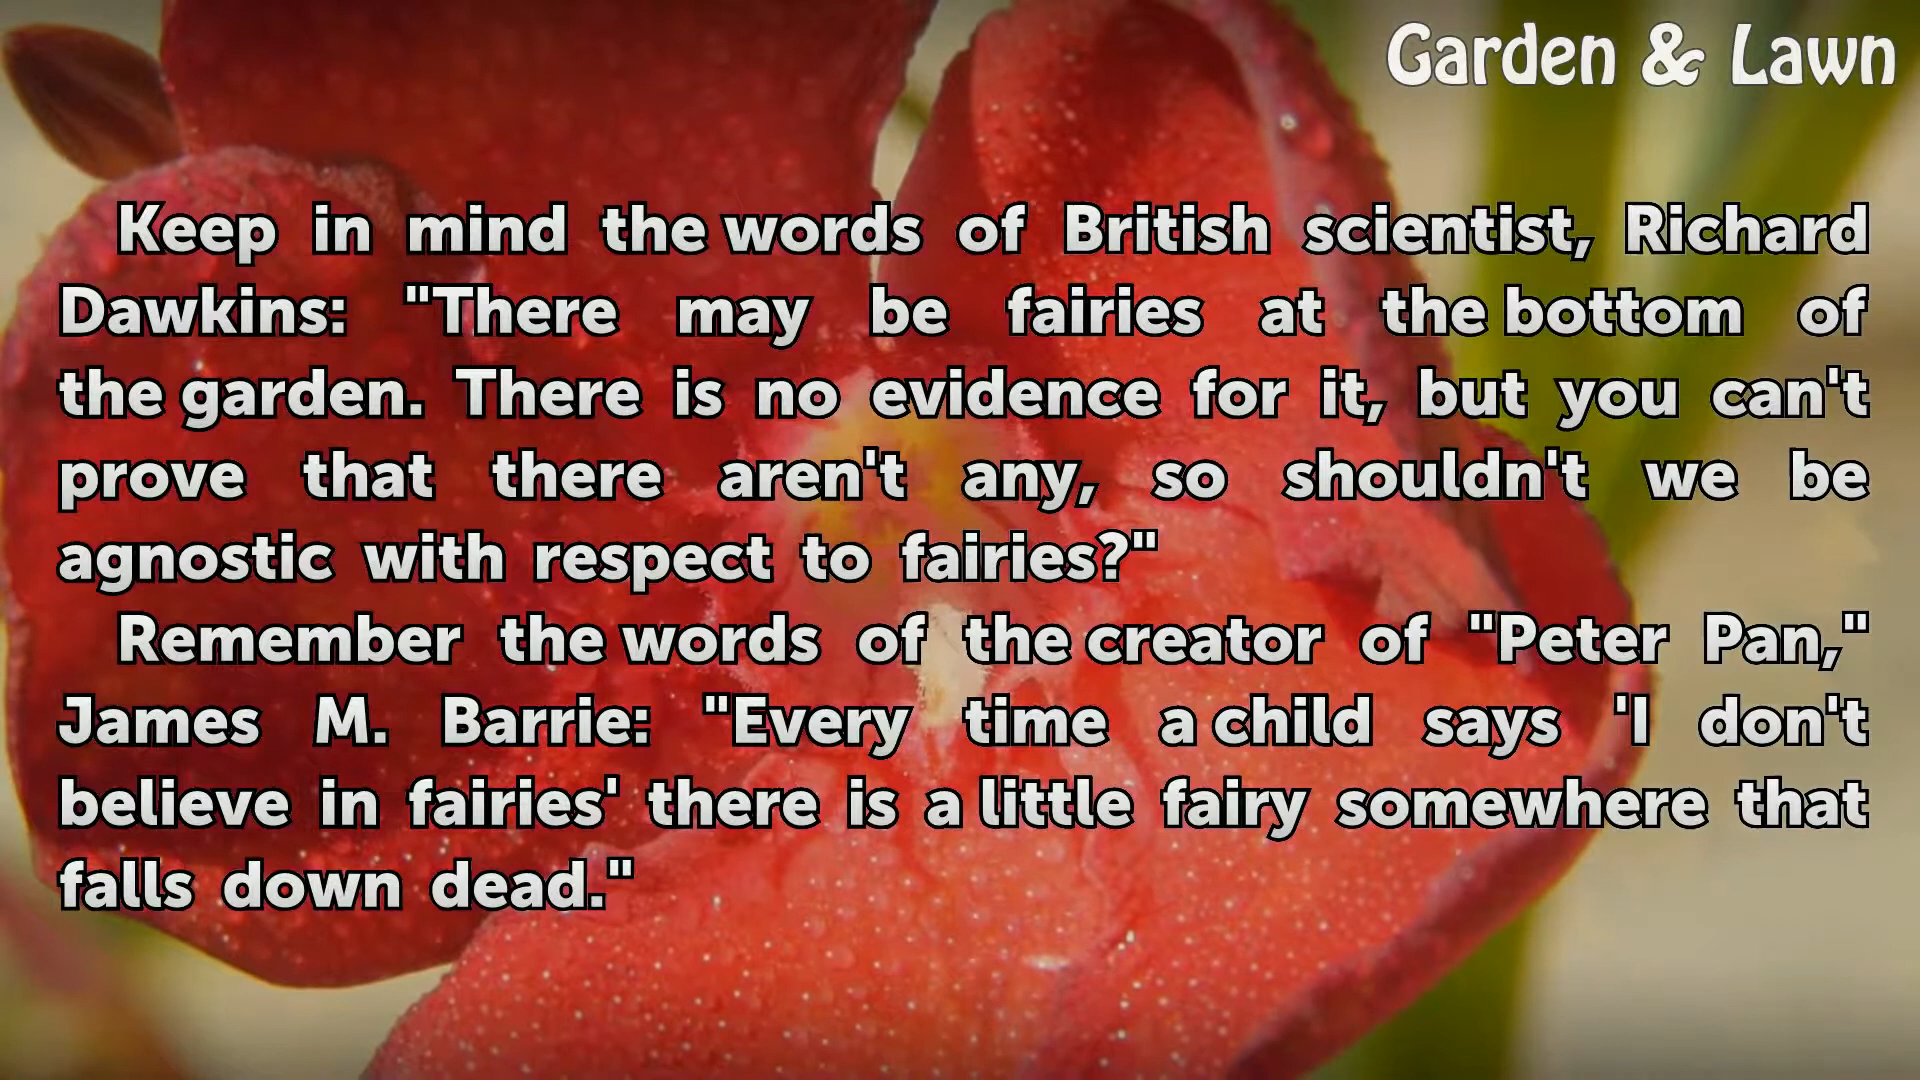 Garden & Lawn
Keep in mind the words of British scientist, Richard
Dawkins: "There may be fairies at the bottom of
the garden. There is no evidence for it, but you can't
prove that there aren't any, so shouldn't we be
agnostic with respect to fairies?"
Remember the words of the creator of "Peter Pan,"
James M. Barrie: "Every time a child says 'I don't
believe in fairies' there is a little fairy somewhere that
falls down dead."